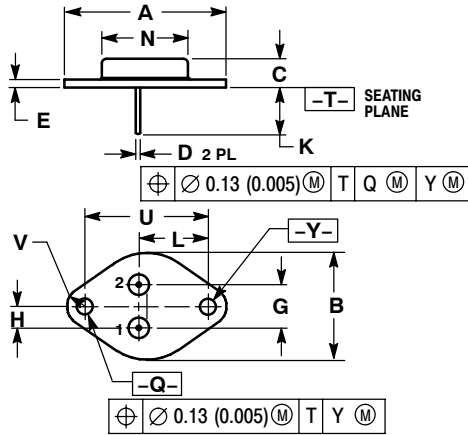 A
N
C
E
–T– SEATING
PLANE
K
D 2 PL
⌖ ∅ 0.13 (0.005) Ⓜ T Q Ⓜ Y Ⓜ
U
V
L
–Y–
2
H
G
B
1
–Q–
⌖ ∅ 0.13 (0.005) Ⓜ T Y Ⓜ